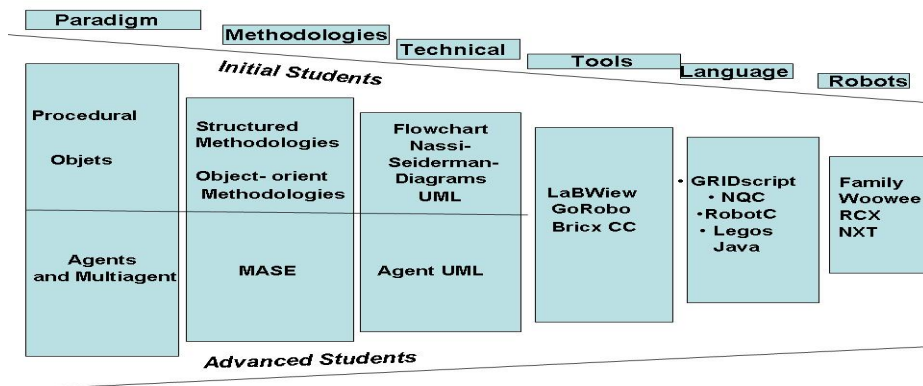 Paradigm
Methodologies
Technical
Tools
Language
Robots
Initial Students
Procedural
Objets
Agents
and Multiagent
Structured
Methodologies
Object- orient
Methodologies
MASE
Flowchart
Nassi-
Seiderman-
Diagrams
UML
Agent UML
LaBWiew
GoRobo
Bricx CC
• GRIDscript
• NQC
•RobotC
• Legos
Java
Family
Woowee
RCX
NXT
Advanced Students